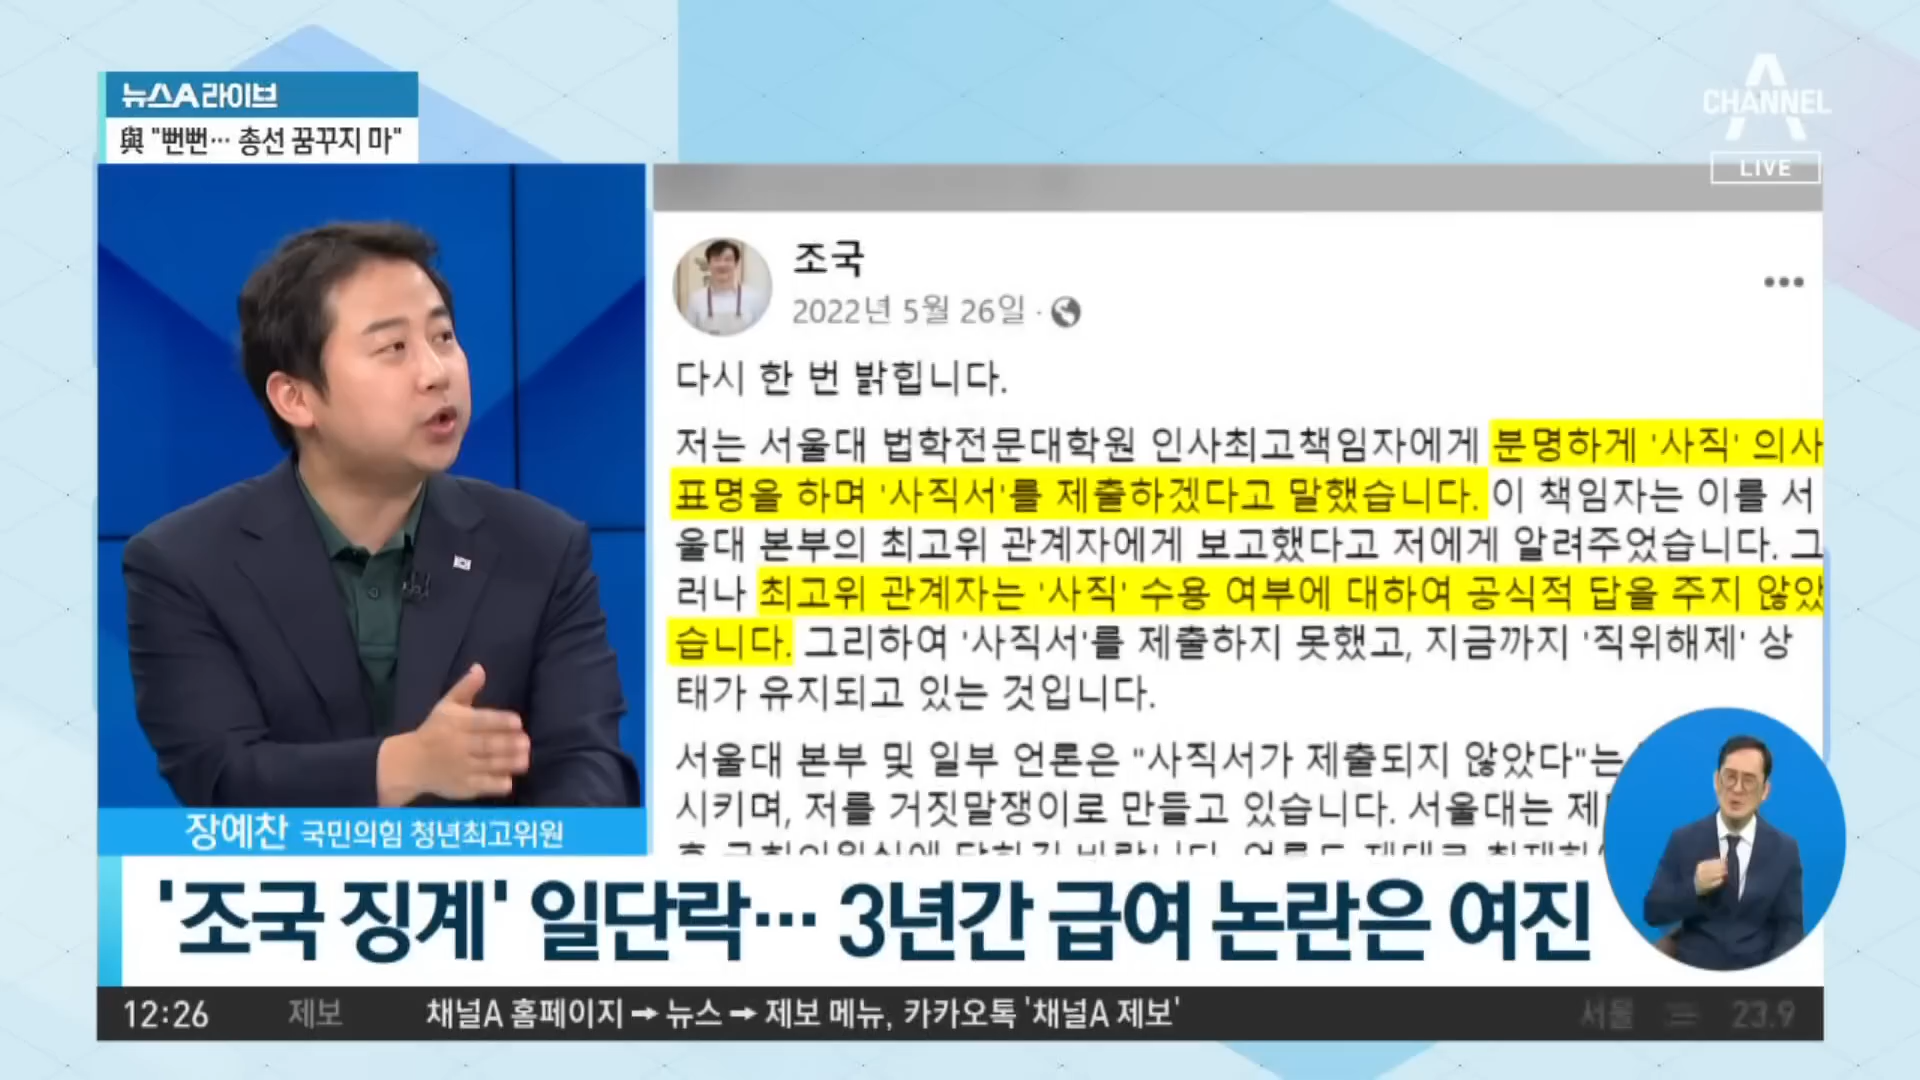 뉴스A 라이브
與 "뻔뻔… 총선 꿈꾸지 마"
CHANNEL A
LIVE
조국
2022년 5월 26일 ·
다시 한 번 밝힙니다.
저는 서울대 법학전문대학원 인사최고책임자에게 분명하게 '사직' 의사
표명을 하며 '사직서'를 제출하겠다고 말했습니다. 이 책임자는 이를 서
울대 본부의 최고위 관계자에게 보고했다고 저에게 알려주었습니다. 그
러나 최고위 관계자는 '사직' 수용 여부에 대하여 공식적 답을 주지 않았
습니다. 그리하여 '사직서'를 제출하지 못했고, 지금까지 '직위해제' 상
태가 유지되고 있는 것입니다.
서울대 본부 및 일부 언론은 "사직서가 제출되지 않았다"는
시키며, 저를 거짓말쟁이로 만들고 있습니다. 서울대는
장예찬 국민의힘 청년최고위원
'조국 징계' 일단락… 3년간 급여 논란은 여진
12:26 제보 채널A 홈페이지 → 뉴스 → 제보 메뉴, 카카오톡 '채널A 제보' 서울 23.9